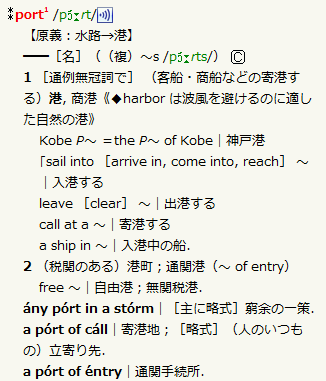 *port¹ /pɔ́ːrt/
【原義：水路→港】
━━［名］（（複）～s /pɔ́ːrts/） Ⓒ
1 ［通例無冠詞で］（客船・商船などの寄港す
る）港, 商港《◆harbor は波風を避けるのに適し
た自然の港》
Kobe P～ ＝the P～ of Kobe｜神戸港
「sail into ［arrive in, come into, reach］ ～
｜入港する
leave ［clear］ ～｜出港する
call at a ～｜寄港する
a ship in ～｜入港中の船.
2 （税関のある）港町；通関港（～ of entry）
free ～｜自由港；無関税港.
ány pórt in a stórm｜［主に略式］窮余の一策.
a pórt of cáll｜寄港地；［略式］（人のいつも
の）立寄り先.
a pórt of éntry｜通関手続所.